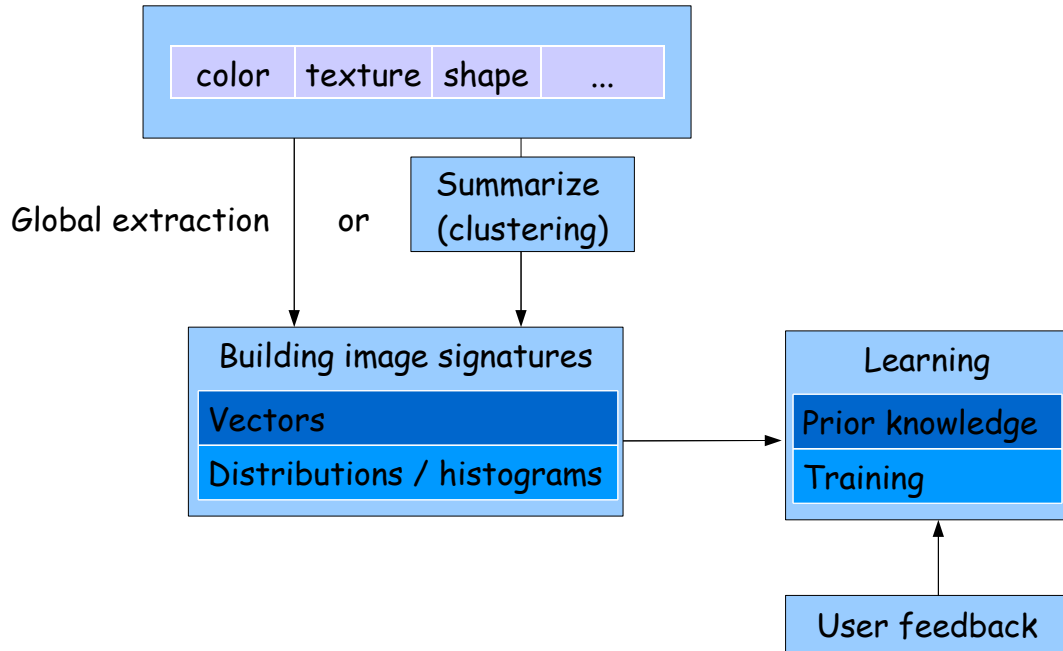 color texture shape ...
Summarize
(clustering)
Global extraction or
Building image signatures
Vectors
Distributions / histograms
Learning
Prior knowledge
Training
User feedback